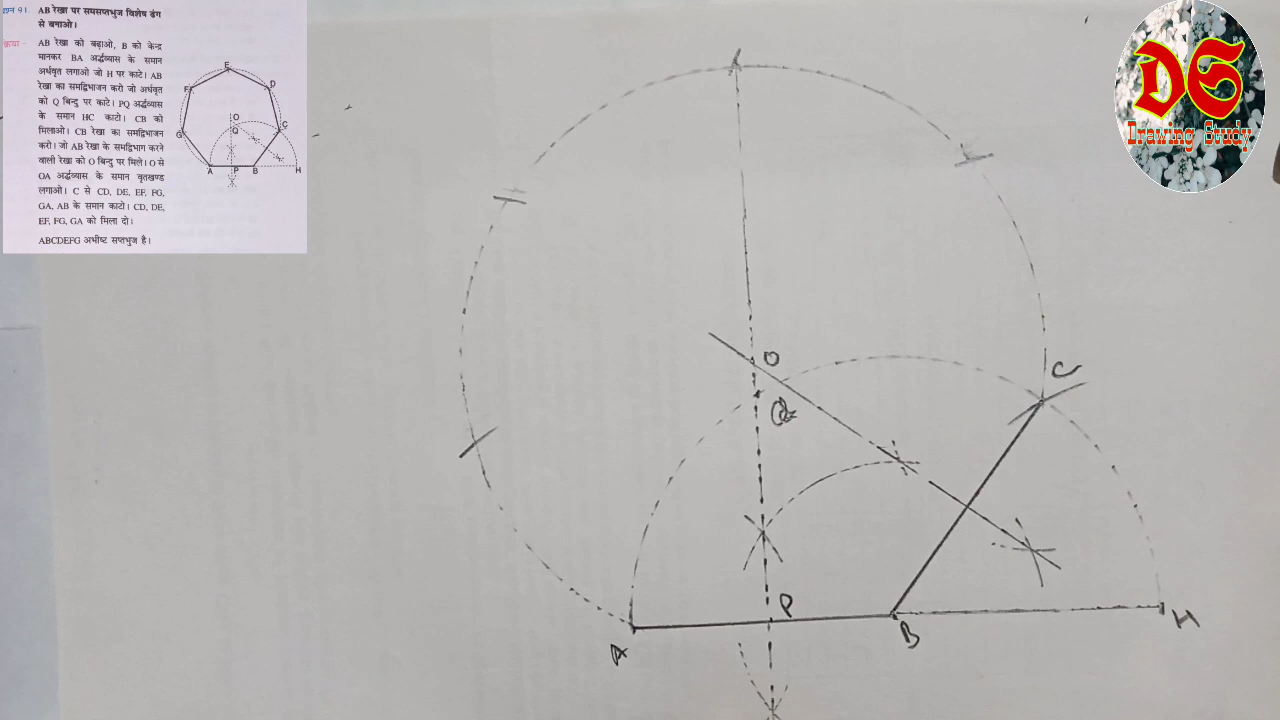 प्रश्न 91. AB रेखा पर समसप्तभुज विशेष ढंग
से बनाओ।
क्रिया - AB रेखा को बढ़ाओ, B को केन्द्र
मानकर BA अर्द्धव्यास के समान
अर्धवृत लगाओ जो H पर काटे। AB
रेखा का समद्विभाजन करो जो अर्धवृत
को Q बिन्दु पर काटे। PQ अर्द्धव्यास
के समान HC काटो। CB को
मिलाओ। CB रेखा का समद्विभाजन
करो। जो AB रेखा के समद्विभाग करने
वाली रेखा को O बिन्दु पर मिले। O से
OA अर्द्धव्यास के समान वृतखण्ड
लगाओ। C से CD, DE, EF, FG,
GA, AB के समान काटो। CD, DE,
EF, FG, GA को मिला दो।
ABCDEFG अभीष्ट सप्तभुज है।
E
F D
O
Q
G C
A P B H
DS
Drawing Study
O
C
Q
P
A
B
H